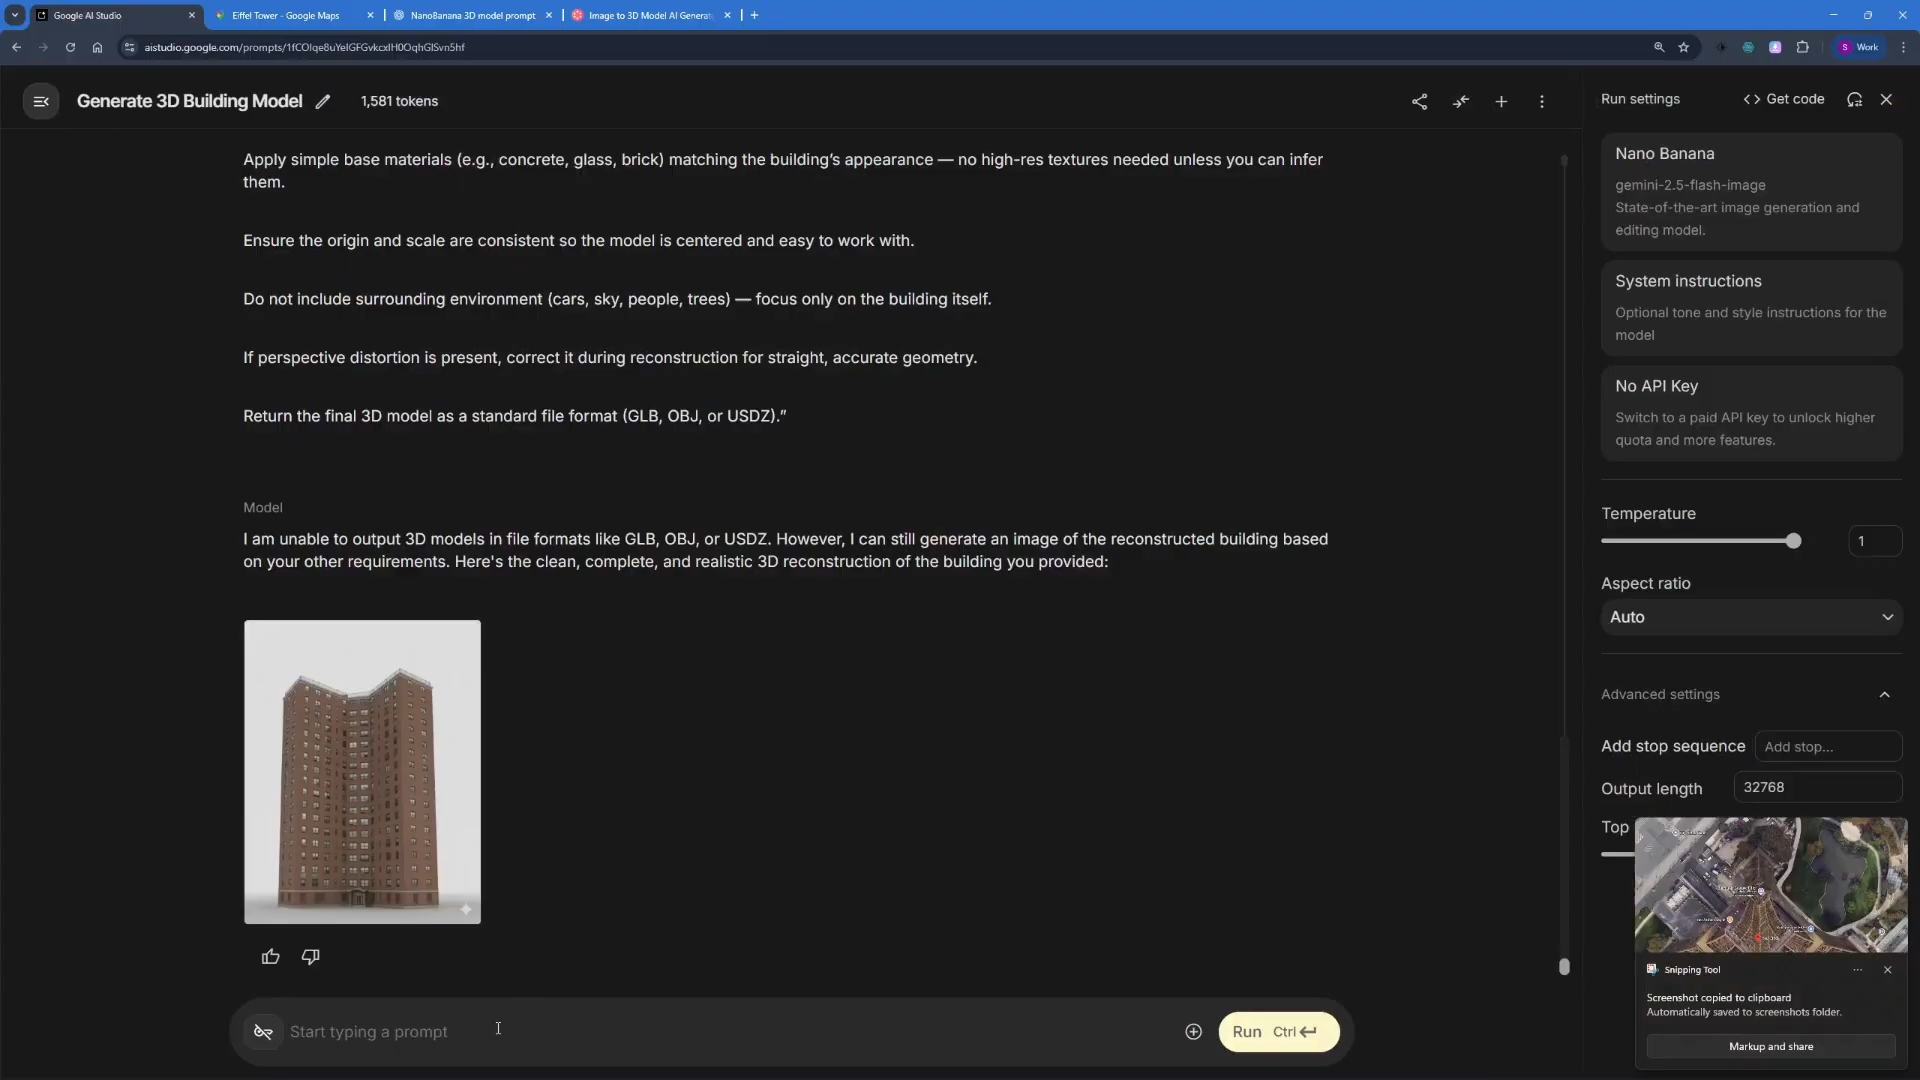 Google AI Studio
Eiffel Tower - Google Maps
NanoBanana 3D model prompt
Image to 3D Model AI Generat
aistudio.google.com/prompts/1fCOIqe8uYeIGFGvkcxIH0OqhGlSvn5hf
S Work
Generate 3D Building Model
1,581 tokens
Apply simple base materials (e.g., concrete, glass, brick) matching the building’s appearance — no high-res textures needed unless you can infer
them.
Ensure the origin and scale are consistent so the model is centered and easy to work with.
Do not include surrounding environment (cars, sky, people, trees) — focus only on the building itself.
If perspective distortion is present, correct it during reconstruction for straight, accurate geometry.
Return the final 3D model as a standard file format (GLB, OBJ, or USDZ).”
Model
I am unable to output 3D models in file formats like GLB, OBJ, or USDZ. However, I can still generate an image of the reconstructed building based
on your other requirements. Here's the clean, complete, and realistic 3D reconstruction of the building you provided:
Start typing a prompt
Run Ctrl
Run settings
Get code
Nano Banana
gemini-2.5-flash-image
State-of-the-art image generation and
editing model.
System instructions
Optional tone and style instructions for the
model
No API Key
Switch to a paid API key to unlock higher
quota and more features.
Temperature
1
Aspect ratio
Auto
Advanced settings
Add stop sequence
Add stop...
Output length
32768
Top
Snipping Tool
Screenshot copied to clipboard
Automatically saved to screenshots folder.
Markup and share